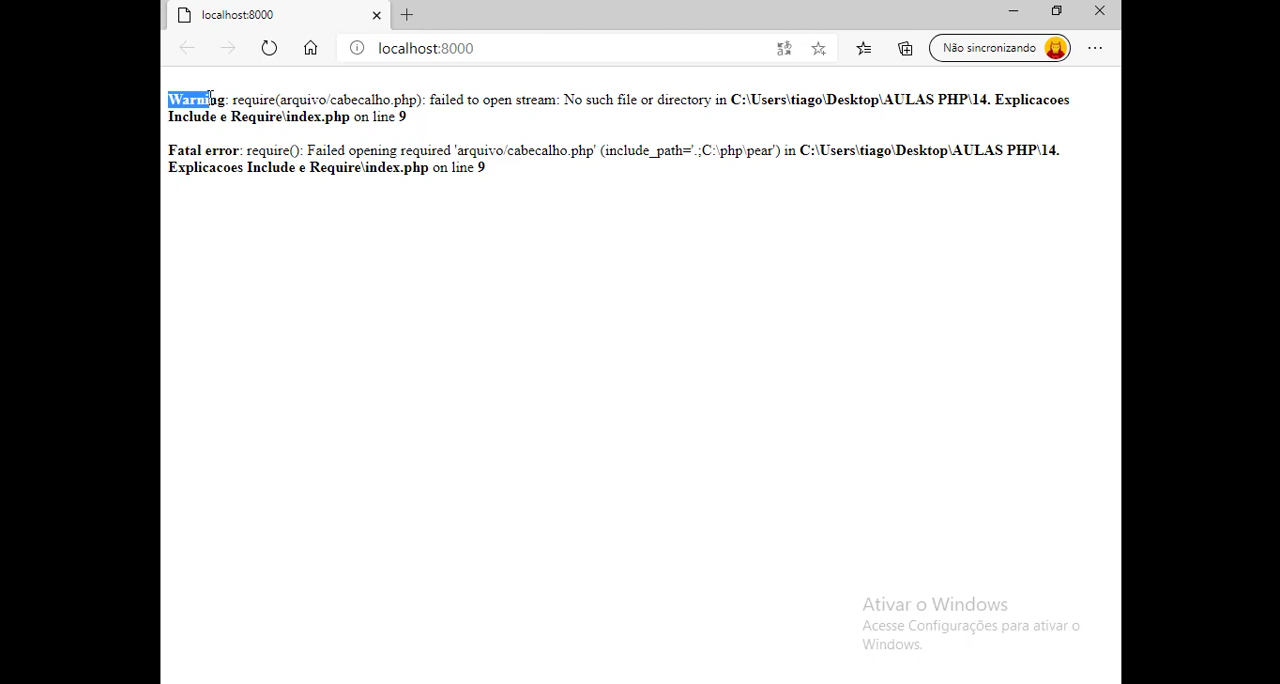 localhost:8000
localhost:8000
Não sincronizando
Warning: require(arquivo/cabecalho.php): failed to open stream: No such file or directory in C:\Users\tiago\Desktop\AULAS PHP\14. Explicacoes
Include e Require\index.php on line 9
Fatal error: require(): Failed opening required 'arquivo/cabecalho.php' (include_path='.;C:\php\pear') in C:\Users\tiago\Desktop\AULAS PHP\14.
Explicacoes Include e Require\index.php on line 9
Ativar o Windows
Acesse Configurações para ativar o
Windows.